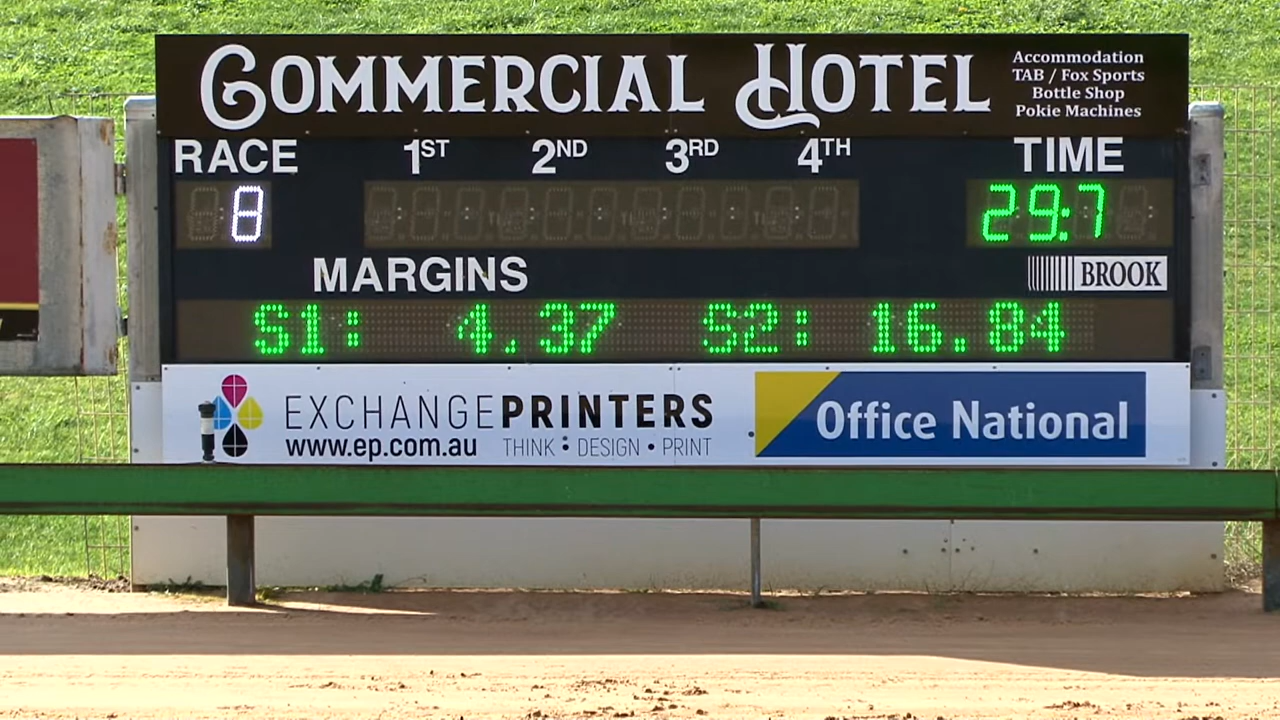 COMMERCIAL HOTEL
Accommodation
TAB / Fox Sports
Bottle Shop
Pokie Machines
RACE 1ST 2ND 3RD 4TH TIME
8 29:7
MARGINS BROOK
S1: 4.37 S2: 16.84
EXCHANGEPRINTERS
www.ep.com.au THINK • DESIGN • PRINT
Office National